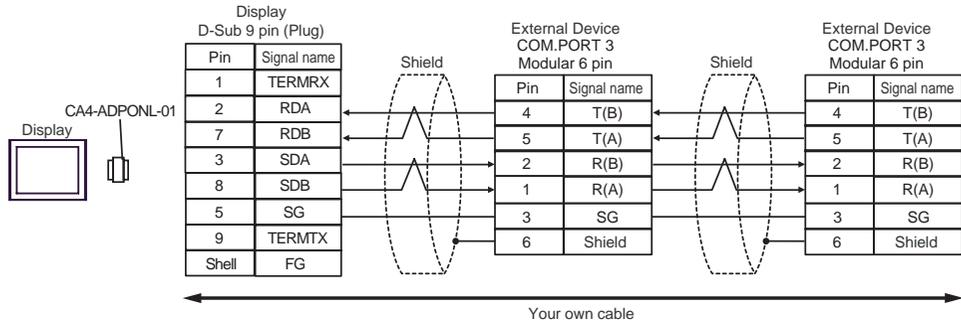 Display
D-Sub 9 pin (Plug)
External Device
COM.PORT 3
Modular 6 pin
External Device
COM.PORT 3
Modular 6 pin
Shield
Shield
CA4-ADPONL-01
Display
Pin Signal name
1 TERMRX
2 RDA
7 RDB
3 SDA
8 SDB
5 SG
9 TERMTX
Shell FG
Pin Signal name
4 T(B)
5 T(A)
2 R(B)
1 R(A)
3 SG
6 Shield
Pin Signal name
4 T(B)
5 T(A)
2 R(B)
1 R(A)
3 SG
6 Shield
Your own cable